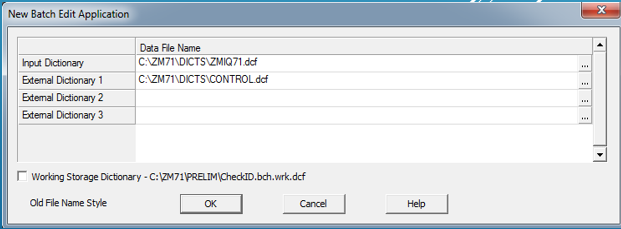 New Batch Edit Application
Data File Name
Input Dictionary C:\ZM71\DICTS\ZMIQ71.dcf ...
External Dictionary 1 C:\ZM71\DICTS\CONTROL.dcf ...
External Dictionary 2 ...
External Dictionary 3 ...
Working Storage Dictionary - C:\ZM71\PRELIM\CheckID.bch.wrk.dcf
Old File Name Style OK Cancel Help